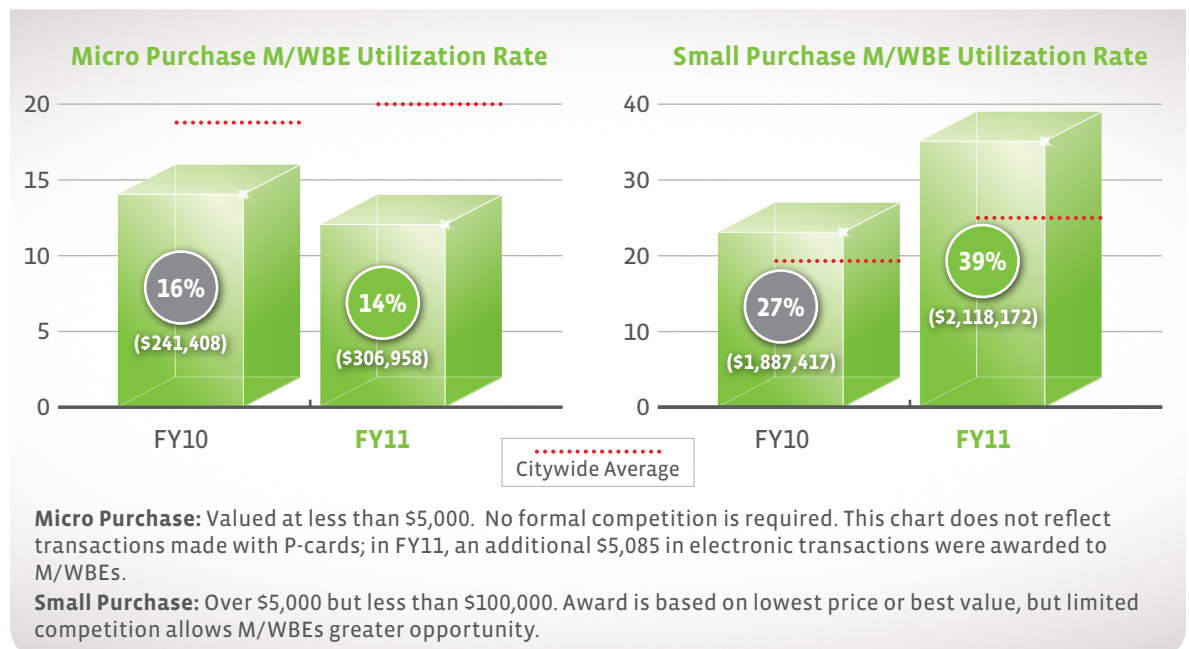 Micro Purchase M/WBE Utilization Rate
20
15
10
5
0
16%
($241,408)
14%
($306,958)
FY10
FY11
Small Purchase M/WBE Utilization Rate
40
30
20
10
0
27%
($1,887,417)
39%
($2,118,172)
FY10
FY11
Citywide Average
Micro Purchase: Valued at less than $5,000.  No formal competition is required. This chart does not reflect
transactions made with P-cards; in FY11, an additional $5,085 in electronic transactions were awarded to
M/WBEs.
Small Purchase: Over $5,000 but less than $100,000. Award is based on lowest price or best value, but limited
competition allows M/WBEs greater opportunity.